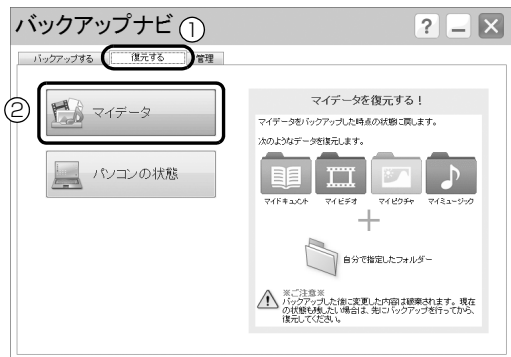 バックアップナビ ①
? － ×
バックアップする 復元する 管理
②
マイデータ
パソコンの状態
マイデータを復元する！
マイデータをバックアップした時点の状態に戻します。
次のようなデータを復元します。
マイドキュメント マイビデオ マイピクチャ マイミュージック
＋
自分で指定したフォルダー
※ご注意※
バックアップした後に変更した内容は破棄されます。現在
の状態も残したい場合は、先にバックアップを行ってから、
復元してください。